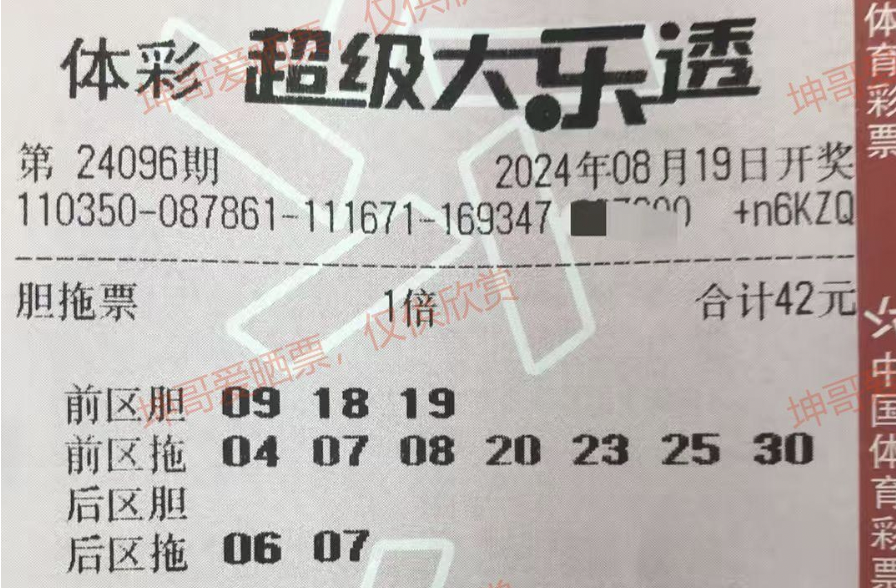 体彩 超级大乐透
第 24096期 2024年08月19日开奖
110350-087861-111671-169347 +n6KZQ
胆拖票 1倍 合计42元
前区胆 09 18 19
前区拖 04 07 08 20 23 25 30
后区胆
后区拖 06 07
体育彩票
中国体育彩票
坤哥爱晒票，仅供欣赏
坤哥爱晒票，仅供欣赏
坤哥
坤哥